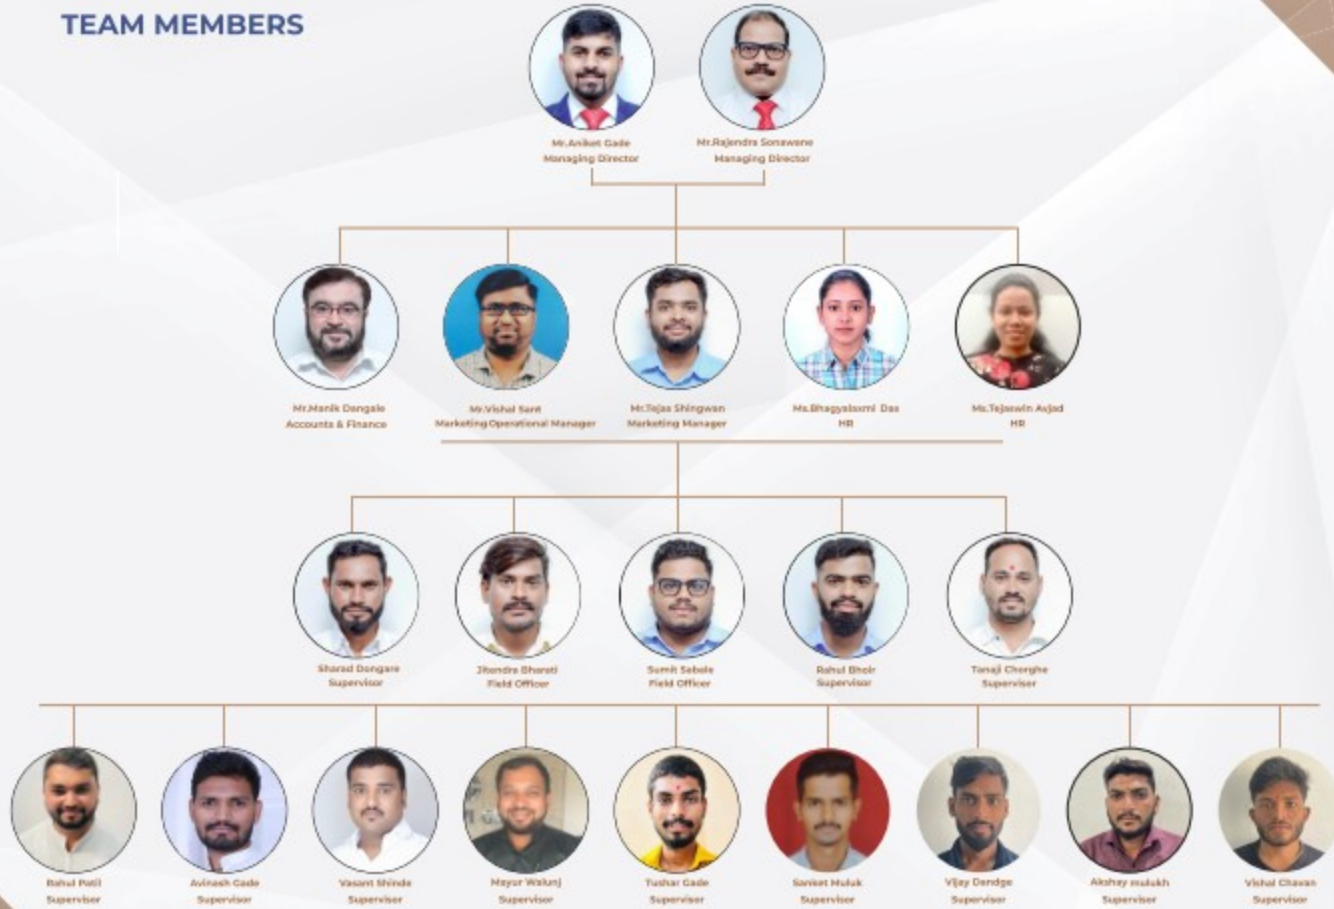 TEAM MEMBERS
Mr.Aniket Gade
Managing Director
Mr.Rajendra Sonawane
Managing Director
Mr.Manik Dangale
Accounts & Finance
Mr.Vishal Sant
Marketing Operational Manager
Mr.Tejas Shingwan
Marketing Manager
Ms.Bhagyalaxmi Das
HR
Ms.Tejaswin Avjad
HR
Sharad Dongare
Supervisor
Jitendra Bharati
Field Officer
Sumit Sabale
Field Officer
Rahul Bhoir
Supervisor
Tanaji Chorghe
Supervisor
Rahul Patil
Supervisor
Avinash Gade
Supervisor
Vasant Shinde
Supervisor
Mayur Walunj
Supervisor
Tushar Gade
Supervisor
Sanket Muluk
Supervisor
Vijay Dandge
Supervisor
Akshay mulukh
Supervisor
Vishal Chavan
Supervisor